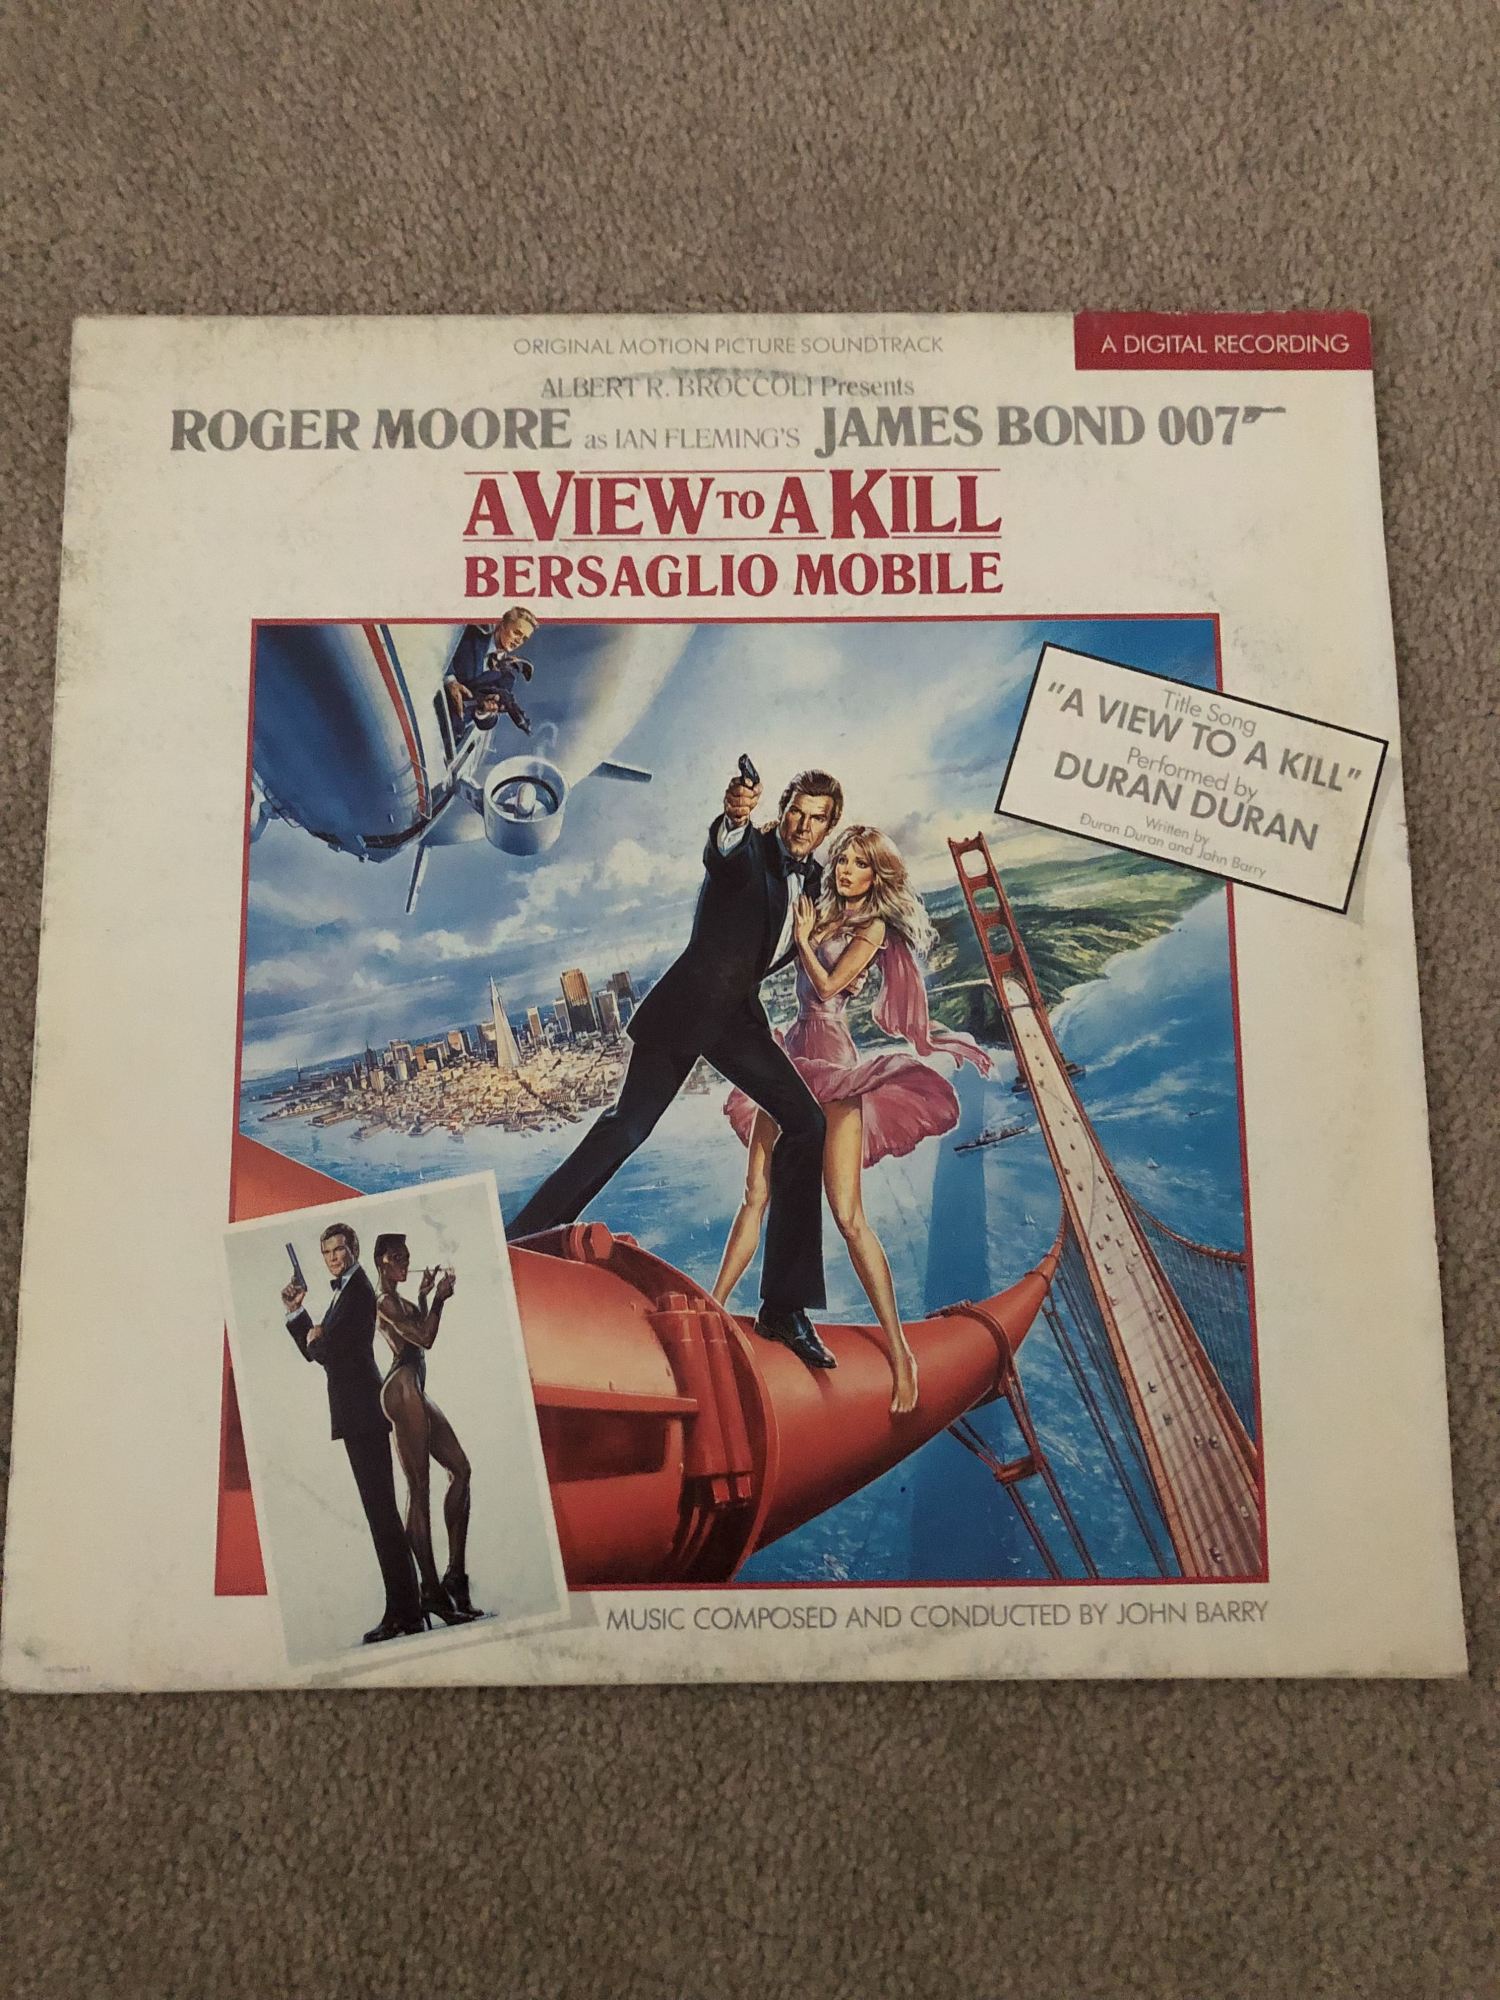 ORIGINAL MOTION PICTURE SOUNDTRACK
A DIGITAL RECORDING
ALBERT R. BROCCOLI Presents
ROGER MOORE as IAN FLEMING'S JAMES BOND 007
A VIEW TO A KILL
BERSAGLIO MOBILE
Title Song
"A VIEW TO A KILL"
Performed by
DURAN DURAN
Written by
Duran Duran and John Barry
MUSIC COMPOSED AND CONDUCTED BY JOHN BARRY